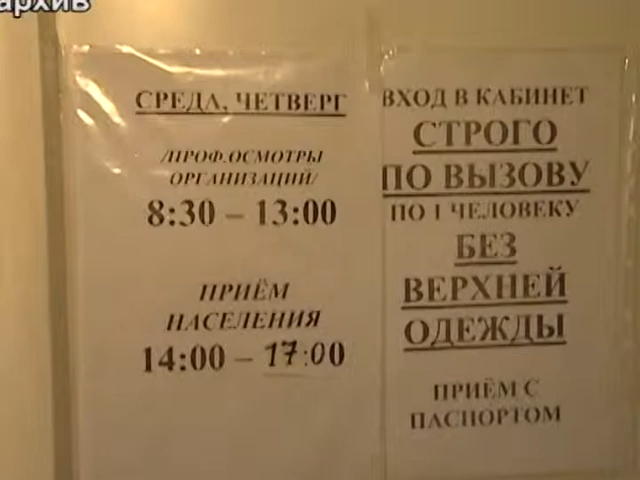 архив
СРЕДА, ЧЕТВЕРГ
/ПРОФ.ОСМОТРЫ
ОРГАНИЗАЦИЙ/
8:30 – 13:00
ПРИЁМ
НАСЕЛЕНИЯ
14:00 – 17:00
ВХОД В КАБИНЕТ
СТРОГО
ПО ВЫЗОВУ
ПО 1 ЧЕЛОВЕКУ
БЕЗ
ВЕРХНЕЙ
ОДЕЖДЫ
ПРИЁМ С
ПАСПОРТОМ